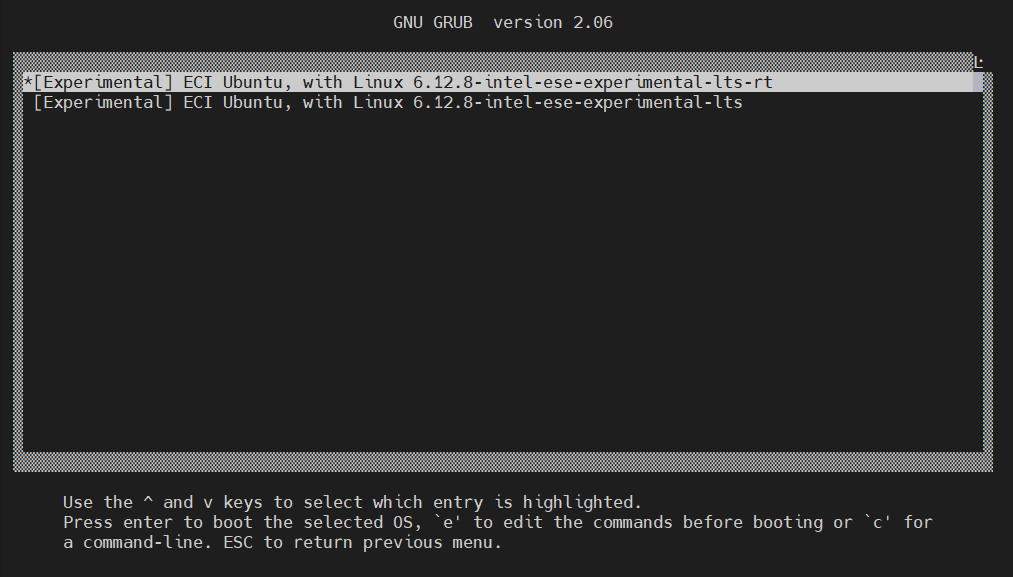 GNU GRUB  version 2.06
*[Experimental] ECI Ubuntu, with Linux 6.12.8-intel-ese-experimental-lts-rt
[Experimental] ECI Ubuntu, with Linux 6.12.8-intel-ese-experimental-lts
Use the ^ and v keys to select which entry is highlighted.
Press enter to boot the selected OS, `e' to edit the commands before booting or `c' for
a command-line. ESC to return previous menu.